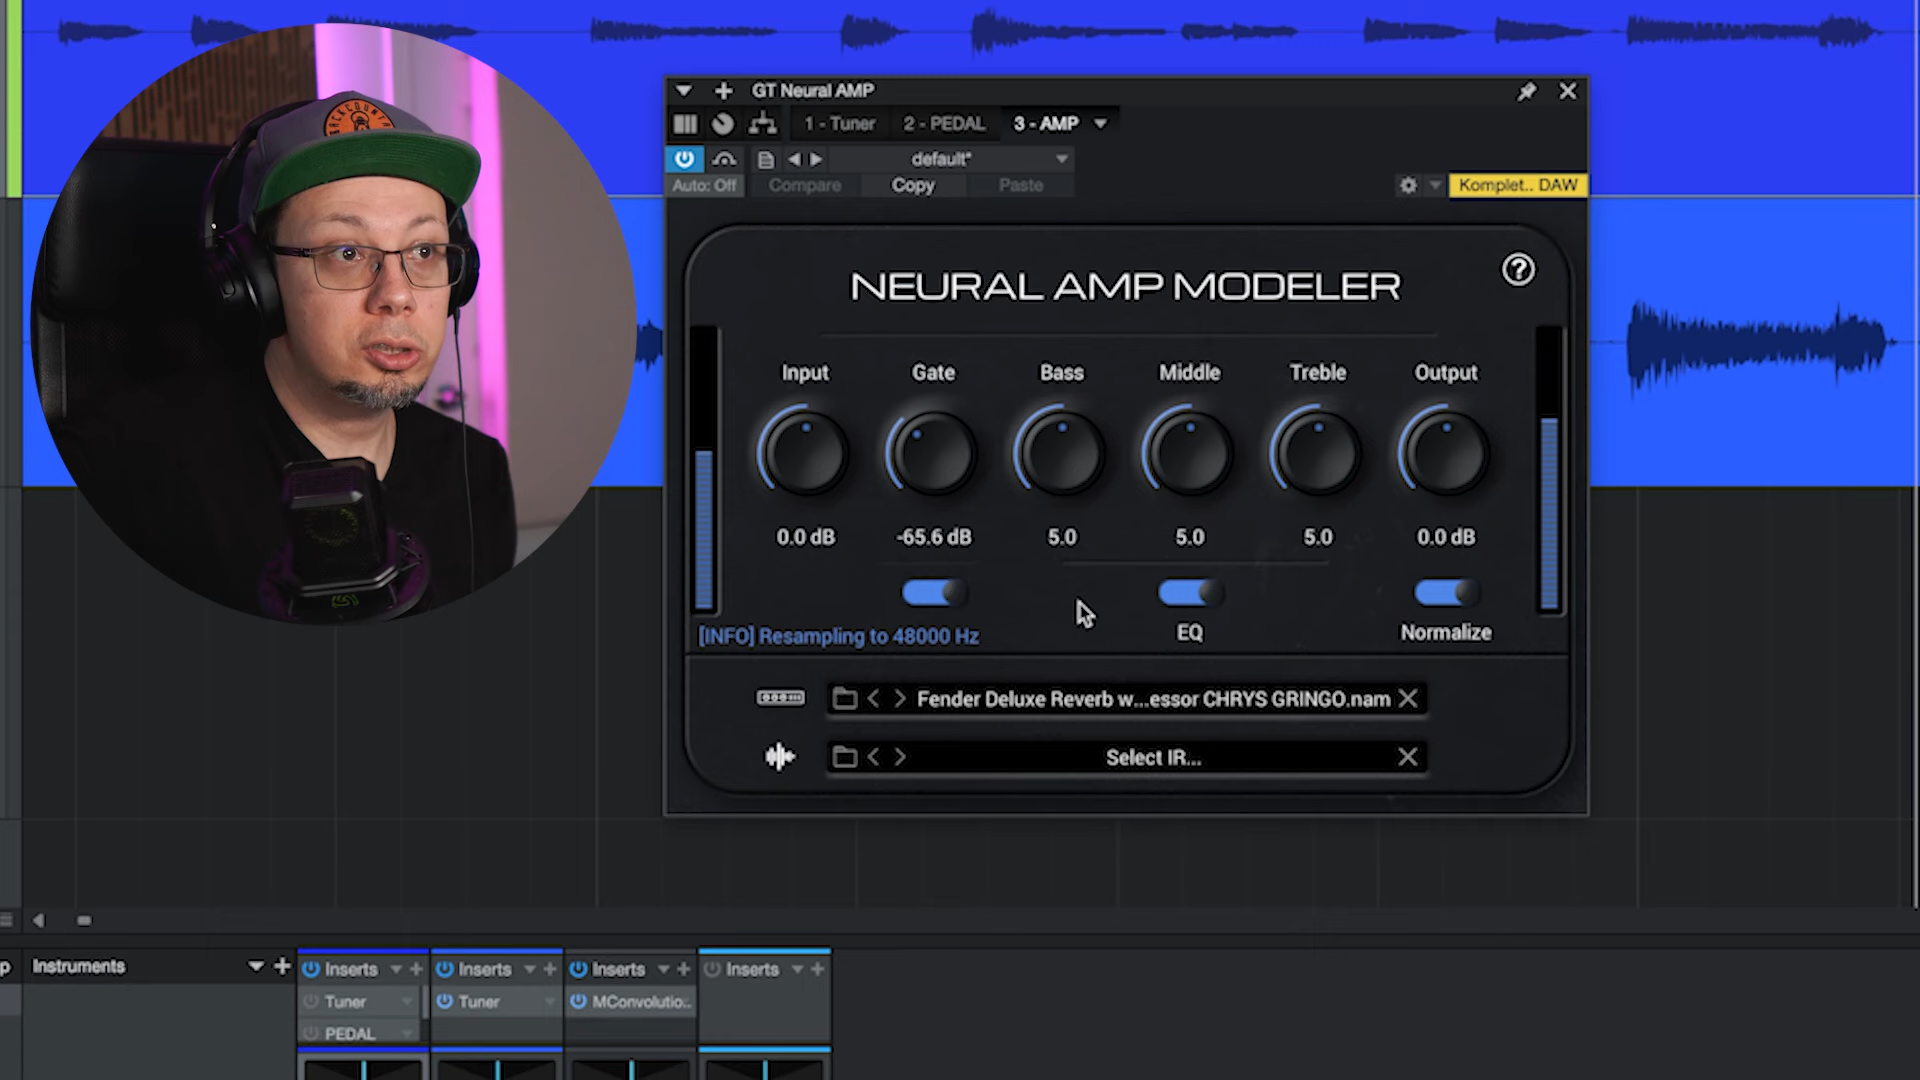 GT Neural AMP
1 - Tuner 2 - PEDAL 3 - AMP
default*
Auto: Off Compare Copy Paste Komplet.. DAW
NEURAL AMP MODELER
?
Input Gate Bass Middle Treble Output
0.0 dB -65.6 dB 5.0 5.0 5.0 0.0 dB
[INFO] Resampling to 48000 Hz EQ Normalize
Fender Deluxe Reverb w...essor CHRYS GRINGO.nam
Select IR...
p Instruments Inserts Inserts Inserts Inserts
Tuner Tuner MConvolutio..
PEDAL